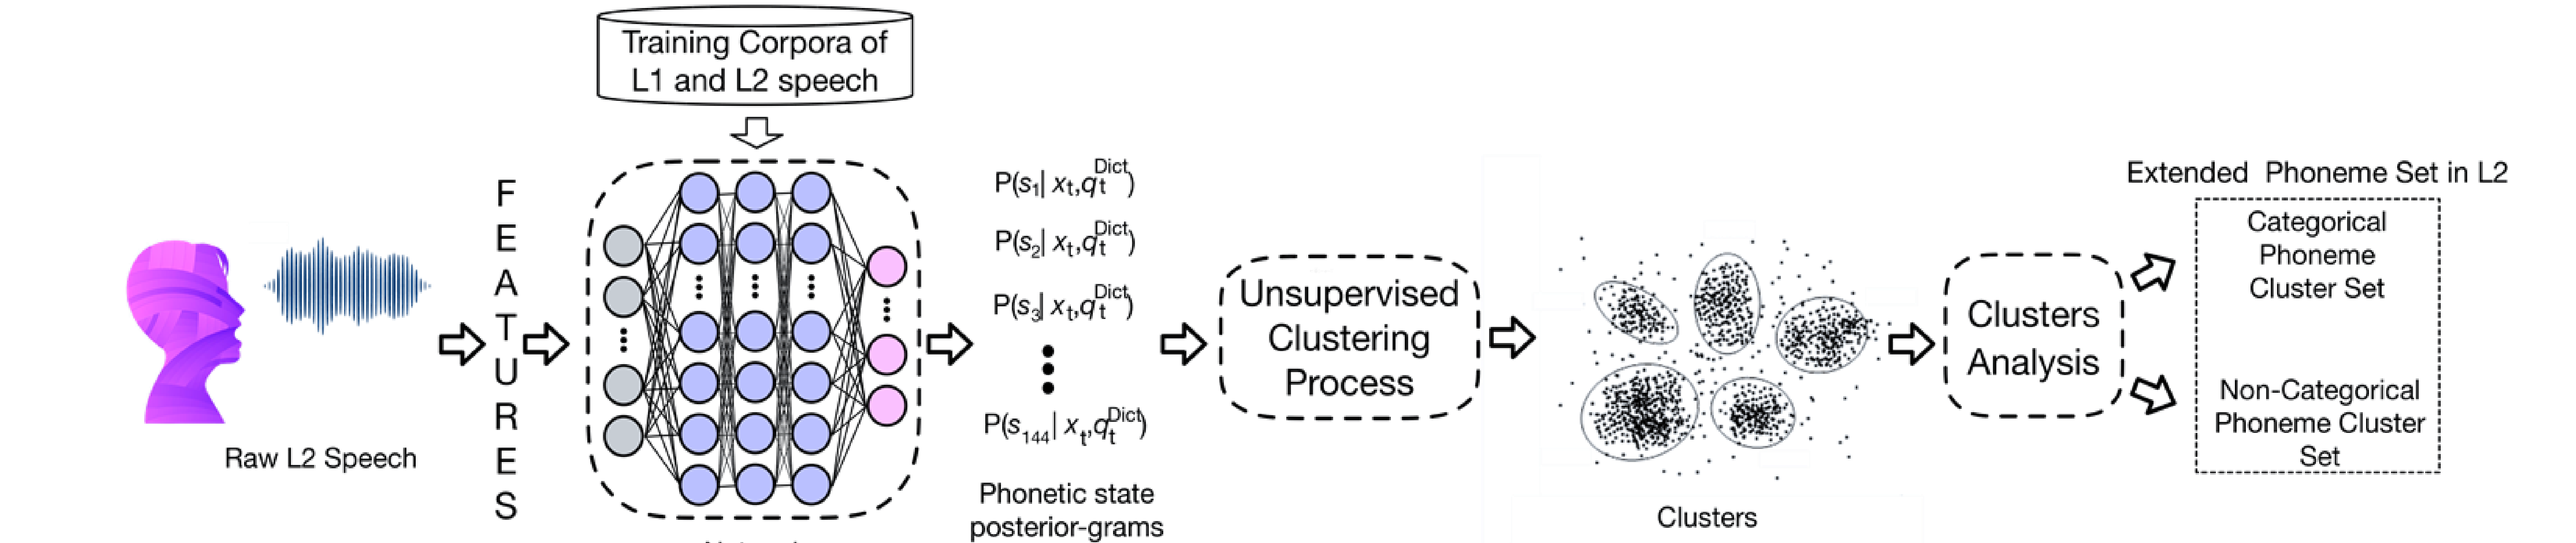 Training Corpora of
L1 and L2 speech
Raw L2 Speech
FEATURES
P(s₁| xₜ,qₜᴰⁱᶜᵗ)
P(s₂| xₜ,qₜᴰⁱᶜᵗ)
P(s₃| xₜ,qₜᴰⁱᶜᵗ)
P(s₁₄₄| xₜ,qₜᴰⁱᶜᵗ)
Phonetic state
posterior-grams
Unsupervised
Clustering
Process
Clusters
Clusters
Analysis
Extended Phoneme Set in L2
Categorical
Phoneme
Cluster Set
Non-Categorical
Phoneme Cluster
Set